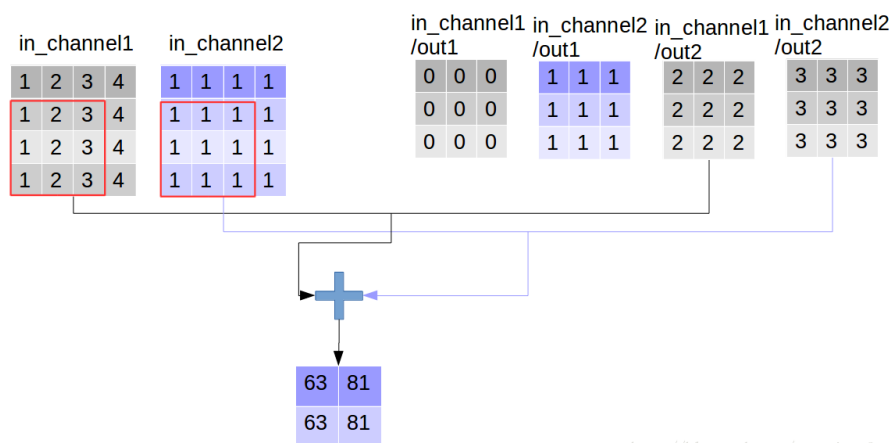 in_channel1
in_channel2
in_channel1
/out1
in_channel2
/out1
in_channel1
/out2
in_channel2
/out2
1 2 3 4
1 2 3 4
1 2 3 4
1 2 3 4
1 1 1 1
1 1 1 1
1 1 1 1
1 1 1 1
0 0 0
0 0 0
0 0 0
1 1 1
1 1 1
1 1 1
2 2 2
2 2 2
2 2 2
3 3 3
3 3 3
3 3 3
63 81
63 81